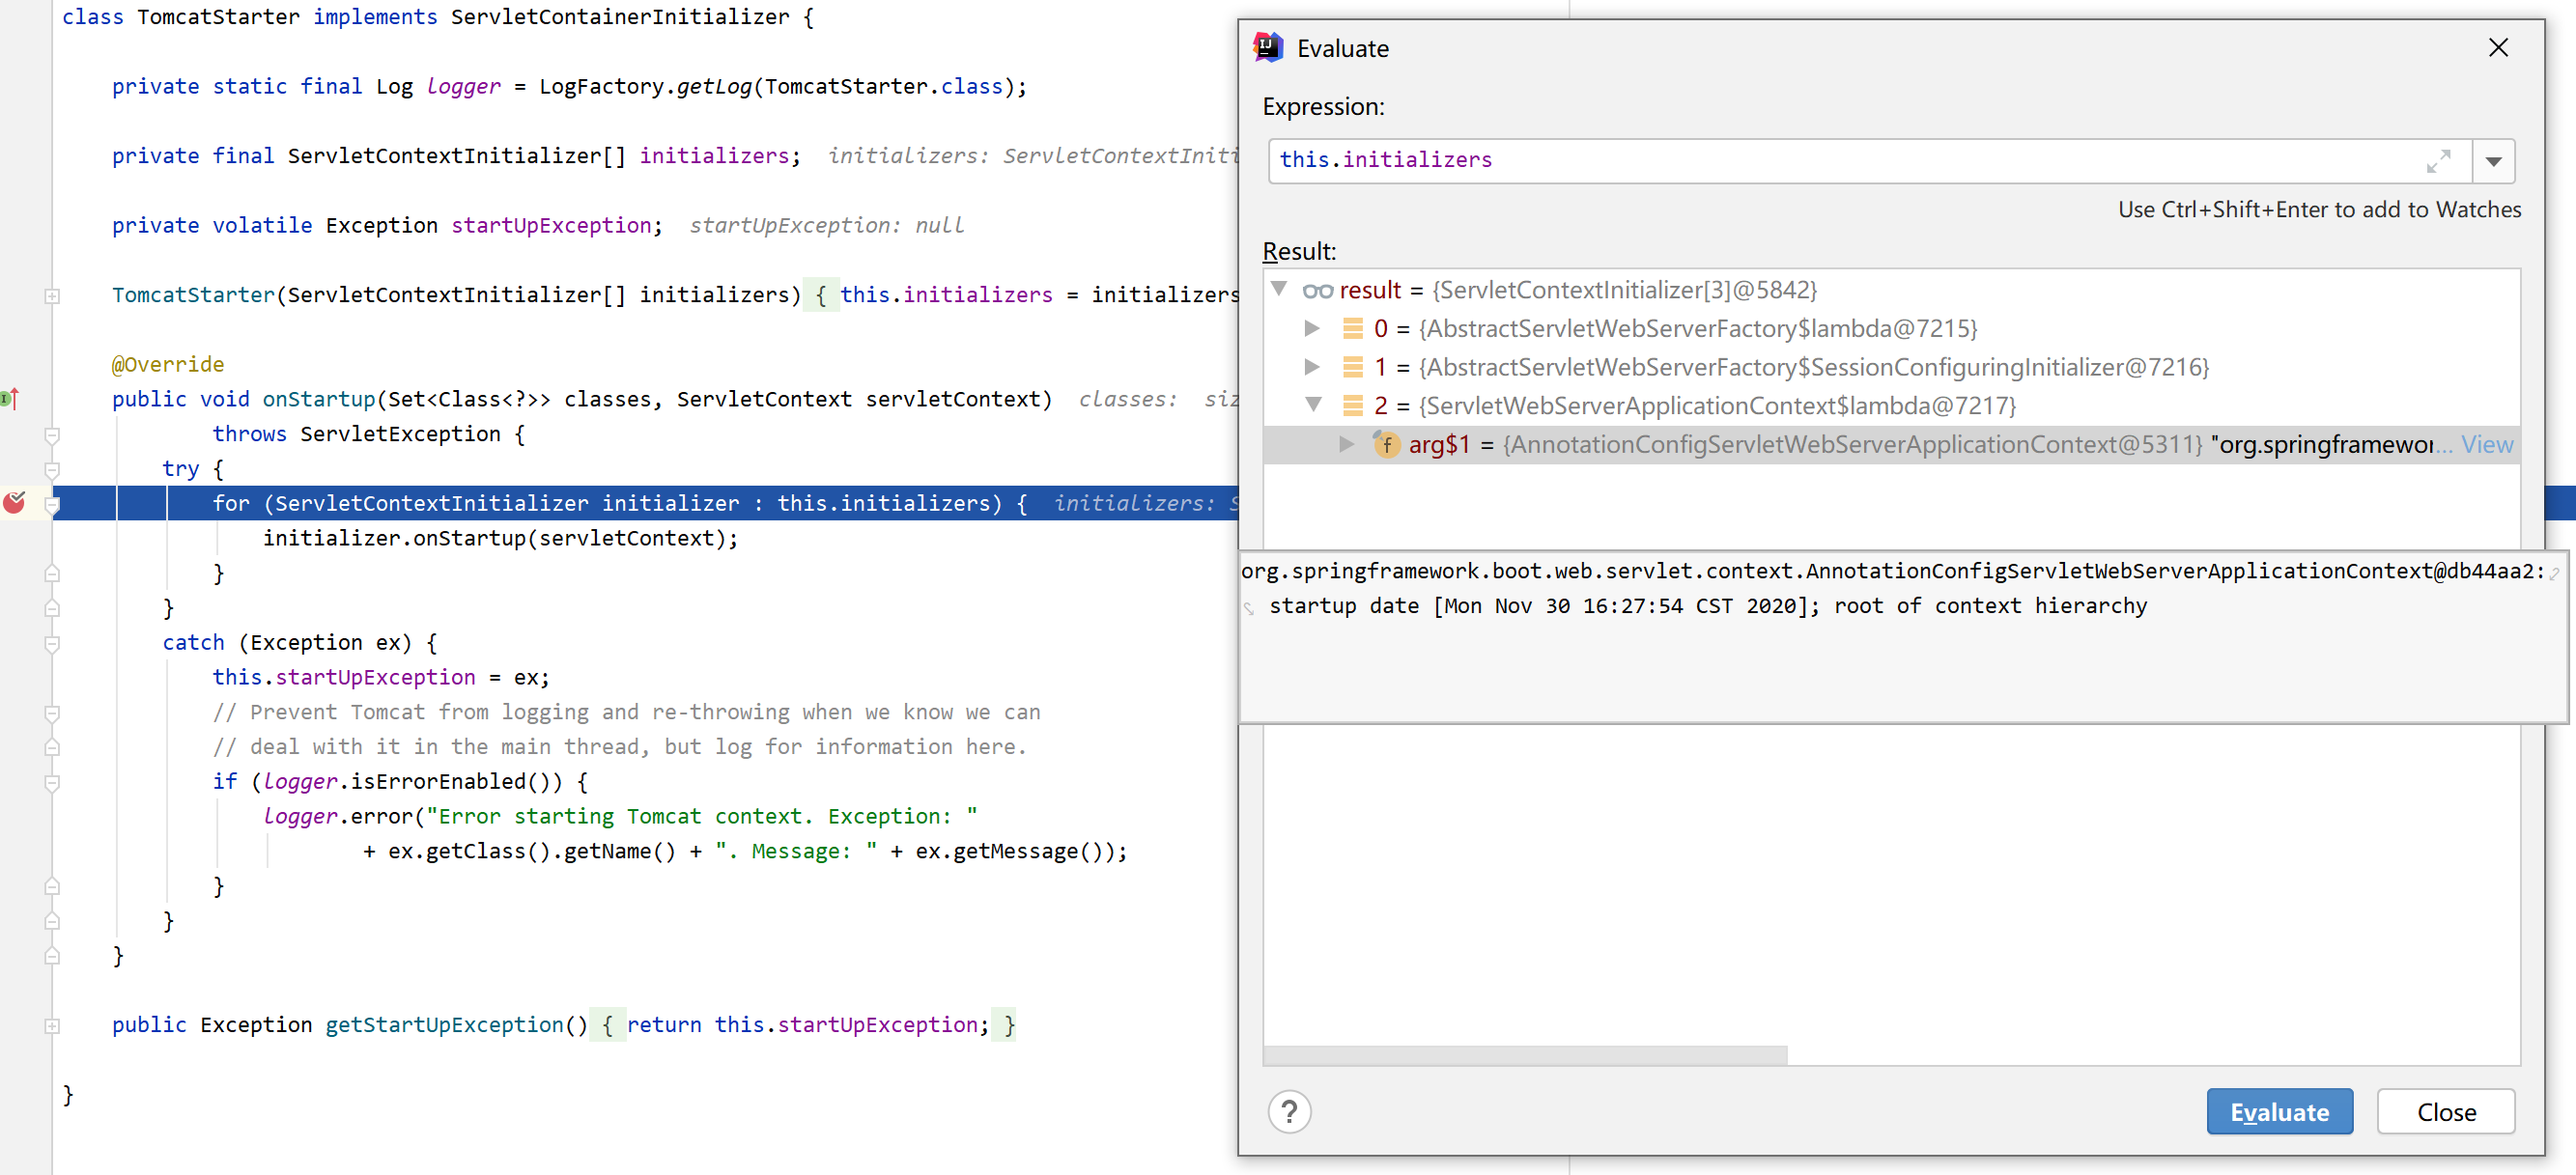 class TomcatStarter implements ServletContainerInitializer {
private static final Log logger = LogFactory.getLog(TomcatStarter.class);
private final ServletContextInitializer[] initializers; initializers: ServletContextIniti
private volatile Exception startUpException; startUpException: null
TomcatStarter(ServletContextInitializer[] initializers) { this.initializers = initializers
@Override
public void onStartup(Set<Class<?>> classes, ServletContext servletContext) classes: siz
throws ServletException {
try {
for (ServletContextInitializer initializer : this.initializers) { initializers: S
initializer.onStartup(servletContext);
}
}
catch (Exception ex) {
this.startUpException = ex;
// Prevent Tomcat from logging and re-throwing when we know we can
// deal with it in the main thread, but log for information here.
if (logger.isErrorEnabled()) {
logger.error("Error starting Tomcat context. Exception: "
+ ex.getClass().getName() + ". Message: " + ex.getMessage());
}
}
}
public Exception getStartUpException() { return this.startUpException; }
}
Evaluate
Expression:
this.initializers
Use Ctrl+Shift+Enter to add to Watches
Result:
result = {ServletContextInitializer[3]@5842}
0 = {AbstractServletWebServerFactory$lambda@7215}
1 = {AbstractServletWebServerFactory$SessionConfiguringInitializer@7216}
2 = {ServletWebServerApplicationContext$lambda@7217}
f arg$1 = {AnnotationConfigServletWebServerApplicationContext@5311} "org.springframewor... View
org.springframework.boot.web.servlet.context.AnnotationConfigServletWebServerApplicationContext@db44aa2:
startup date [Mon Nov 30 16:27:54 CST 2020]; root of context hierarchy
?
Evaluate
Close